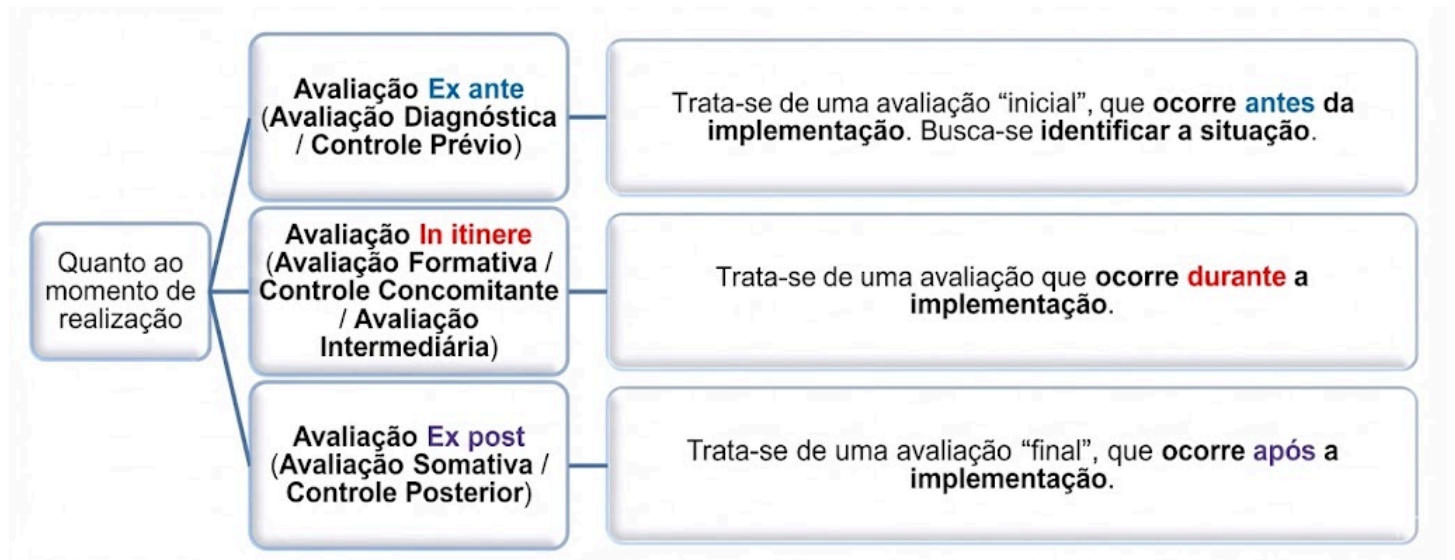 Quanto ao
momento de
realização
Avaliação Ex ante
(Avaliação Diagnóstica
/ Controle Prévio)
Trata-se de uma avaliação “inicial”, que ocorre antes da
implementação. Busca-se identificar a situação.
Avaliação In itinere
(Avaliação Formativa /
Controle Concomitante
/ Avaliação
Intermediária)
Trata-se de uma avaliação que ocorre durante a
implementação.
Avaliação Ex post
(Avaliação Somativa /
Controle Posterior)
Trata-se de uma avaliação “final”, que ocorre após a
implementação.